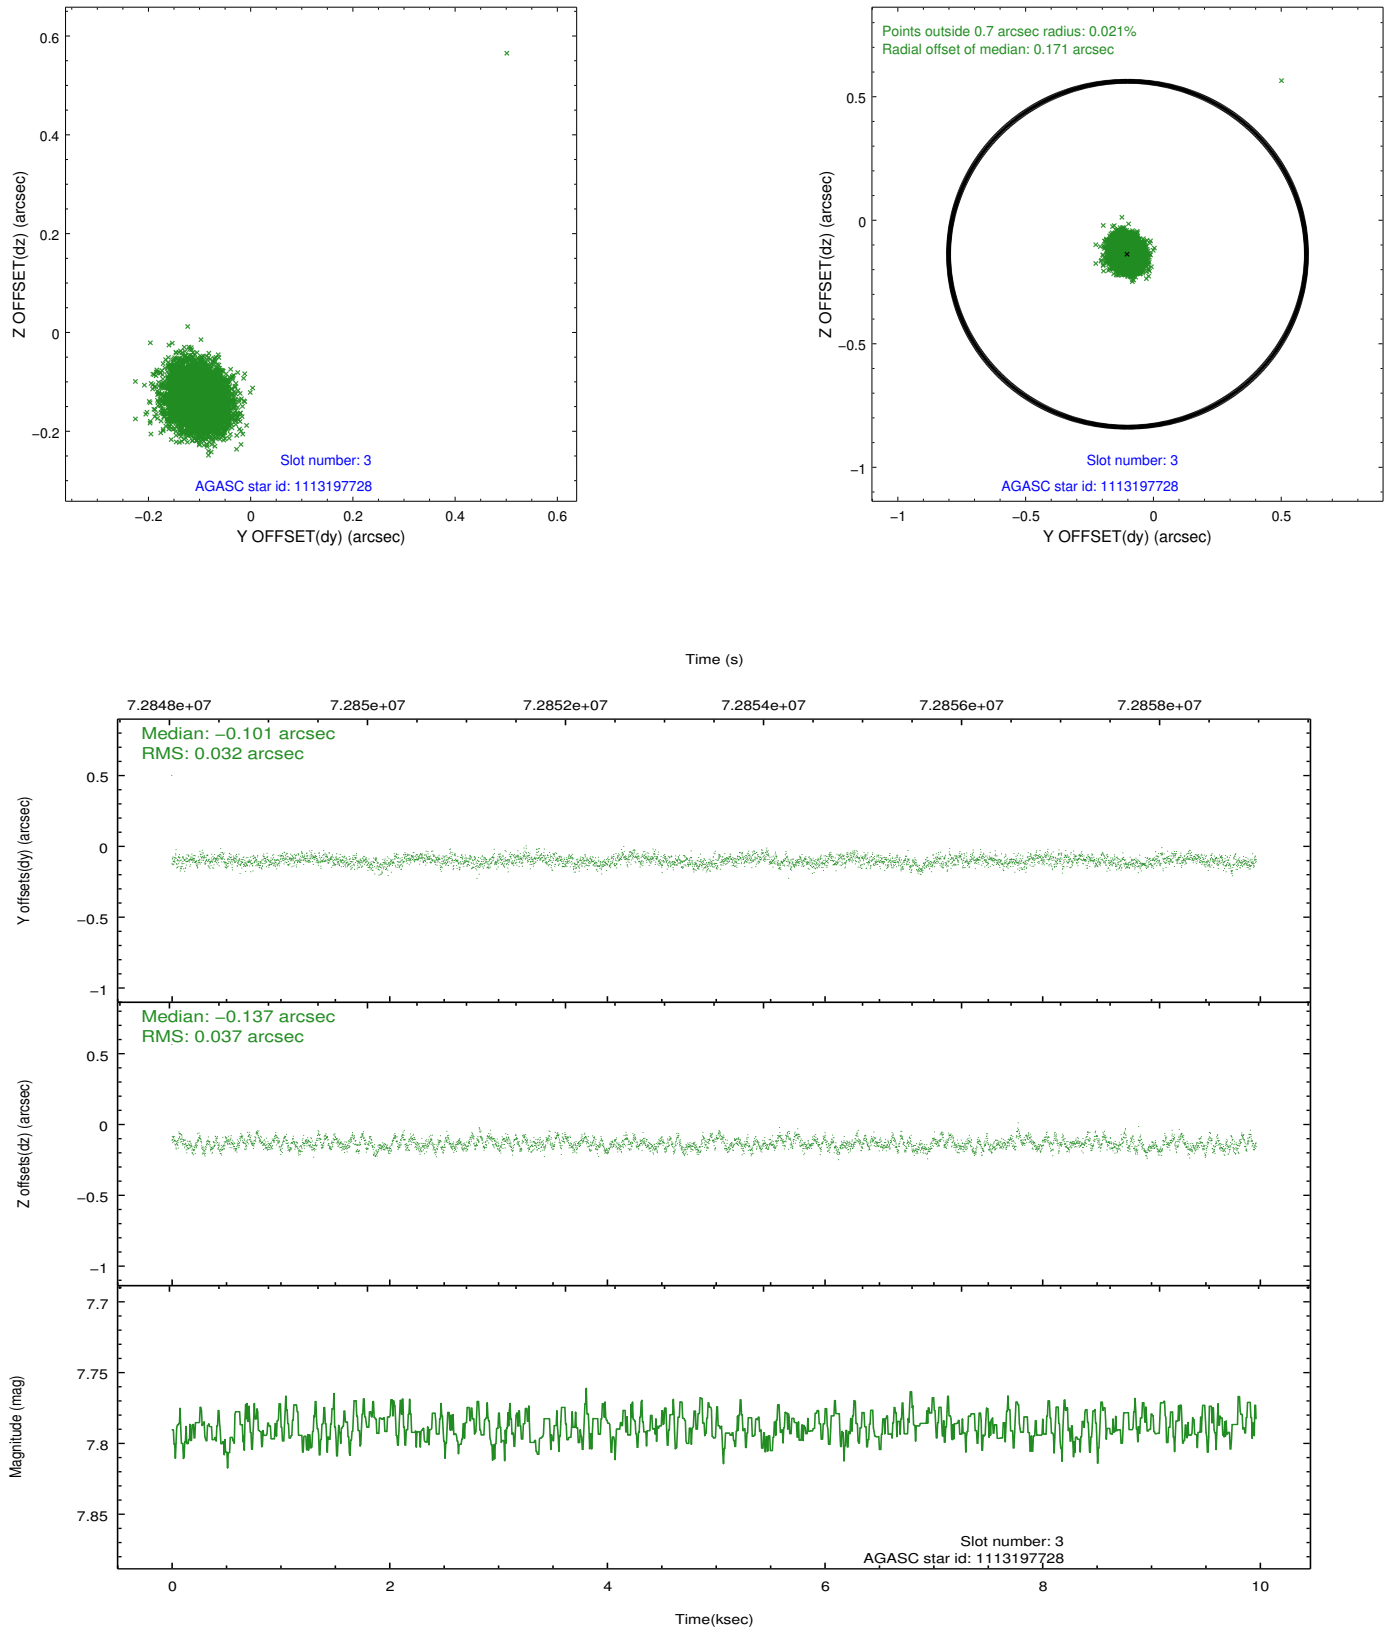 0.6
0.4
0.2
0
−0.2
Z OFFSET(dz) (arcsec)
Slot number: 3
AGASC star id: 1113197728
−0.2
0
0.2
0.4
0.6
Y OFFSET(dy) (arcsec)
Points outside 0.7 arcsec radius: 0.021%
Radial offset of median: 0.171 arcsec
0.5
0
−0.5
−1
Z OFFSET(dz) (arcsec)
Slot number: 3
AGASC star id: 1113197728
−1
−0.5
0
0.5
Y OFFSET(dy) (arcsec)
Time (s)
7.2848e+07
7.285e+07
7.2852e+07
7.2854e+07
7.2856e+07
7.2858e+07
Median: −0.101 arcsec
RMS: 0.032 arcsec
0.5
0
−0.5
−1
Y offsets(dy) (arcsec)
Median: −0.137 arcsec
RMS: 0.037 arcsec
0.5
0
−0.5
−1
Z offsets(dz) (arcsec)
7.7
7.75
7.8
7.85
Magnitude (mag)
Slot number: 3
AGASC star id: 1113197728
0
2
4
6
8
10
Time(ksec)